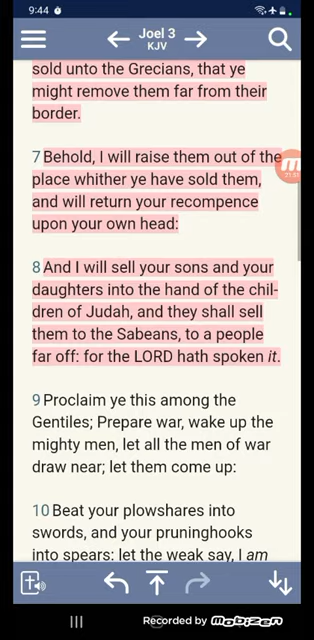 9:44
Joel 3
KJV
sold unto the Grecians, that ye
might remove them far from their
border.
7 Behold, I will raise them out of the
place whither ye have sold them,
and will return your recompence
upon your own head:
8 And I will sell your sons and your
daughters into the hand of the chil-
dren of Judah, and they shall sell
them to the Sabeans, to a people
far off: for the LORD hath spoken it.
9 Proclaim ye this among the
Gentiles; Prepare war, wake up the
mighty men, let all the men of war
draw near; let them come up:
10 Beat your plowshares into
swords, and your pruninghooks
into spears: let the weak say, I am
Recorded by Mobizen